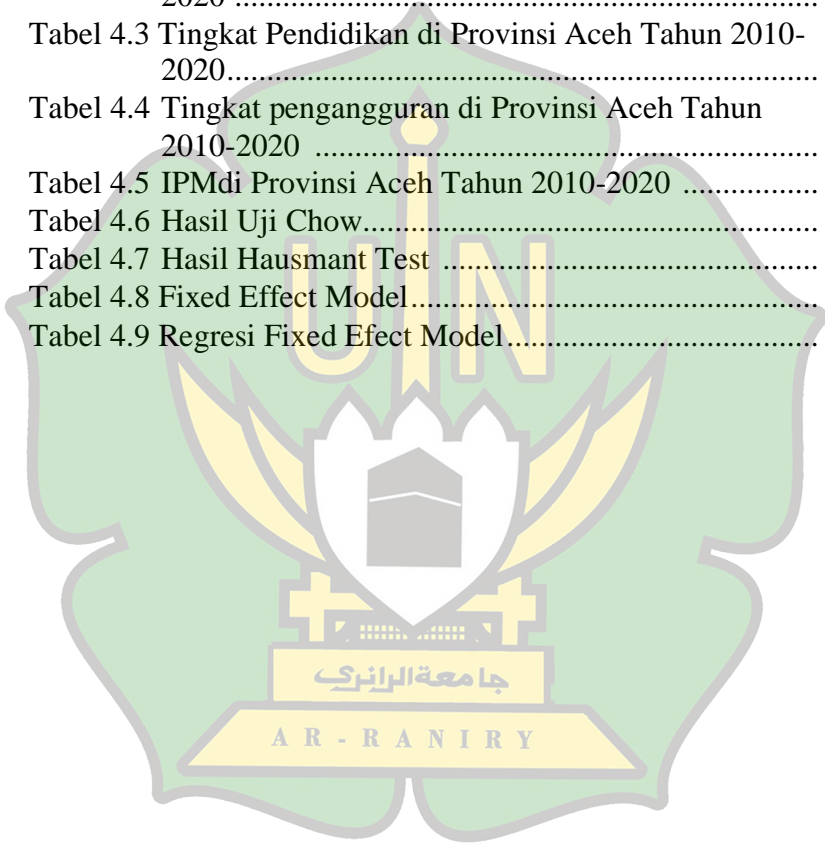 2020 ...........................................................................
Tabel 4.3 Tingkat Pendidikan di Provinsi Aceh Tahun 2010-
2020...........................................................................
Tabel 4.4 Tingkat pengangguran di Provinsi Aceh Tahun
2010-2020 ................................................................
Tabel 4.5 IPMdi Provinsi Aceh Tahun 2010-2020 .................
Tabel 4.6 Hasil Uji Chow.........................................................
Tabel 4.7 Hasil Hausmant Test ...............................................
Tabel 4.8 Fixed Effect Model...................................................
Tabel 4.9 Regresi Fixed Efect Model.......................................
UIN
جامعةالرانري
AR-RANIRY